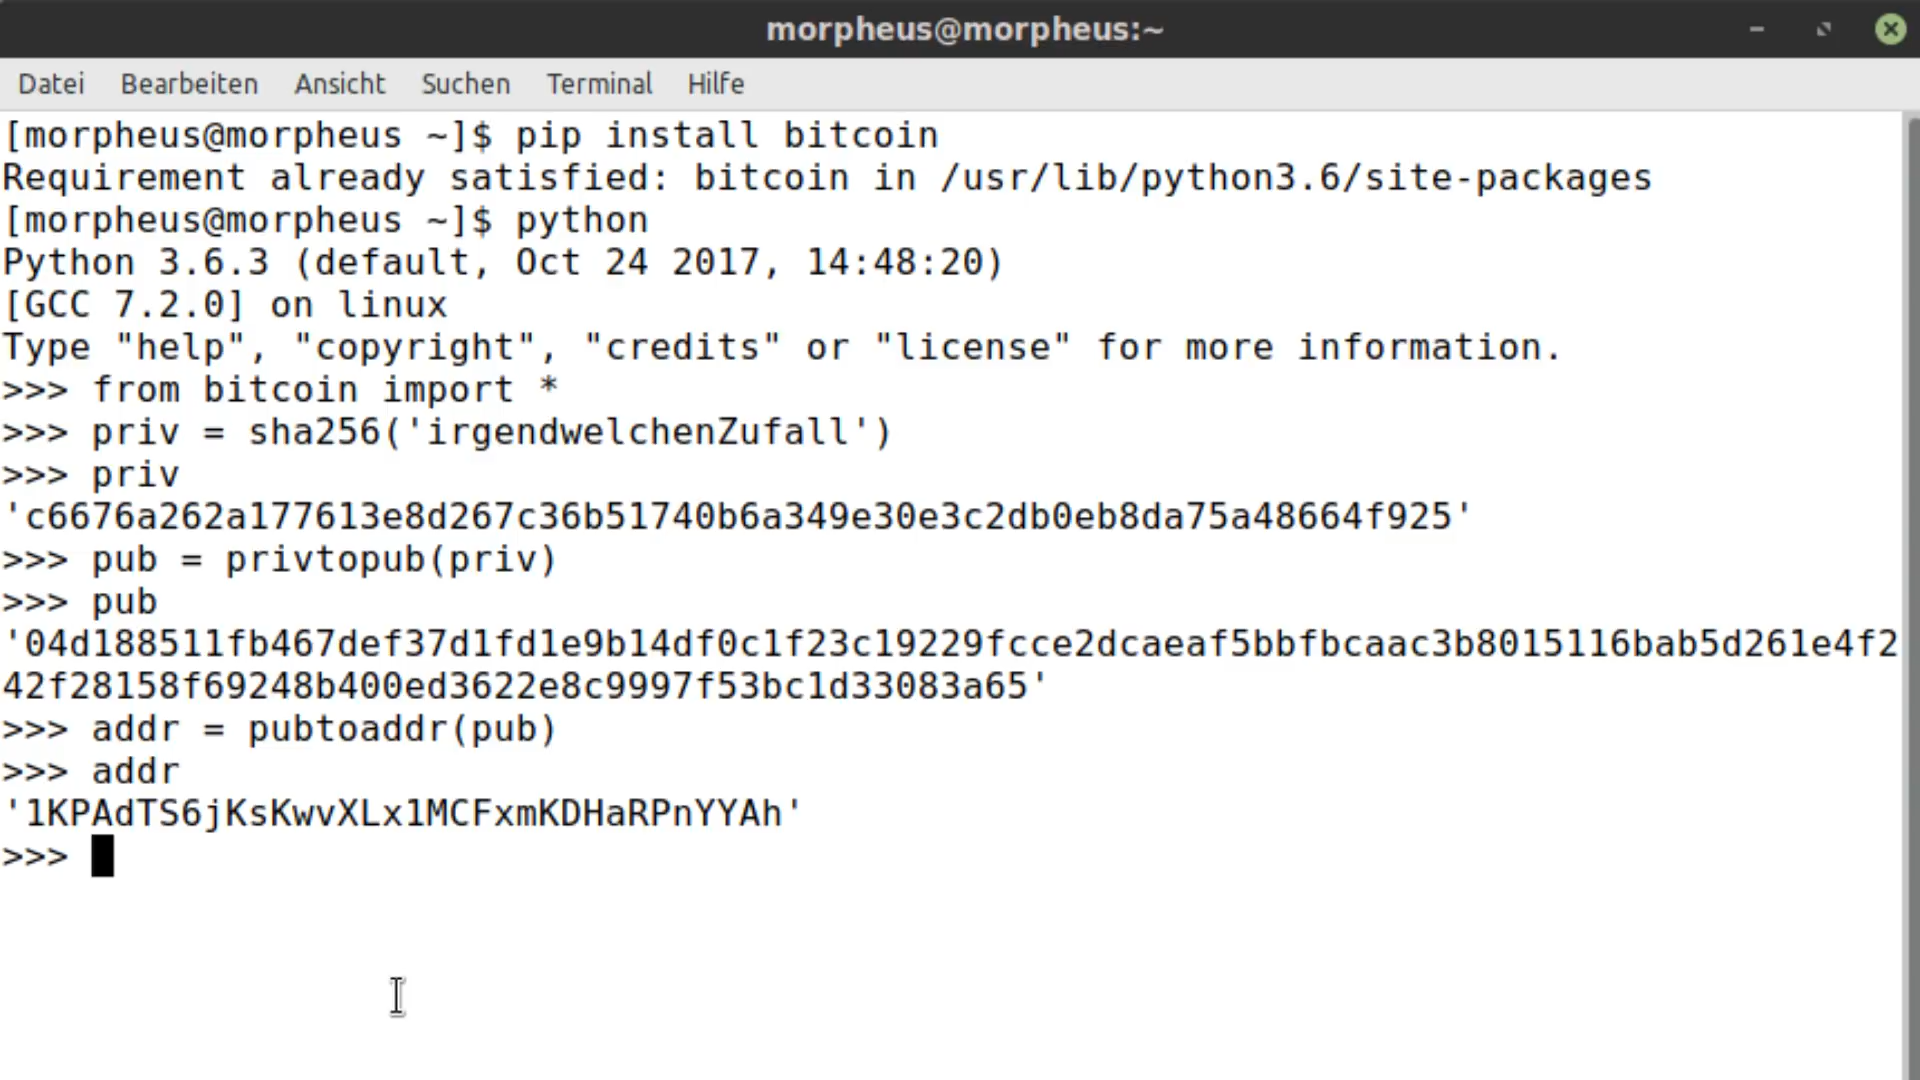 morpheus@morpheus:~
Datei Bearbeiten Ansicht Suchen Terminal Hilfe
[morpheus@morpheus ~]$ pip install bitcoin
Requirement already satisfied: bitcoin in /usr/lib/python3.6/site-packages
[morpheus@morpheus ~]$ python
Python 3.6.3 (default, Oct 24 2017, 14:48:20)
[GCC 7.2.0] on linux
Type "help", "copyright", "credits" or "license" for more information.
>>> from bitcoin import *
>>> priv = sha256('irgendwelchenZufall')
>>> priv
'c6676a262a177613e8d267c36b51740b6a349e30e3c2db0eb8da75a48664f925'
>>> pub = privtopub(priv)
>>> pub
'04d188511fb467def37d1fd1e9b14df0c1f23c19229fcce2dcaeaf5bbfbcaac3b8015116bab5d261e4f2
42f28158f69248b400ed3622e8c9997f53bc1d33083a65'
>>> addr = pubtoaddr(pub)
>>> addr
'1KPAdTS6jKsKwvXLx1MCFxmKDHaRPnYYAh'
>>>